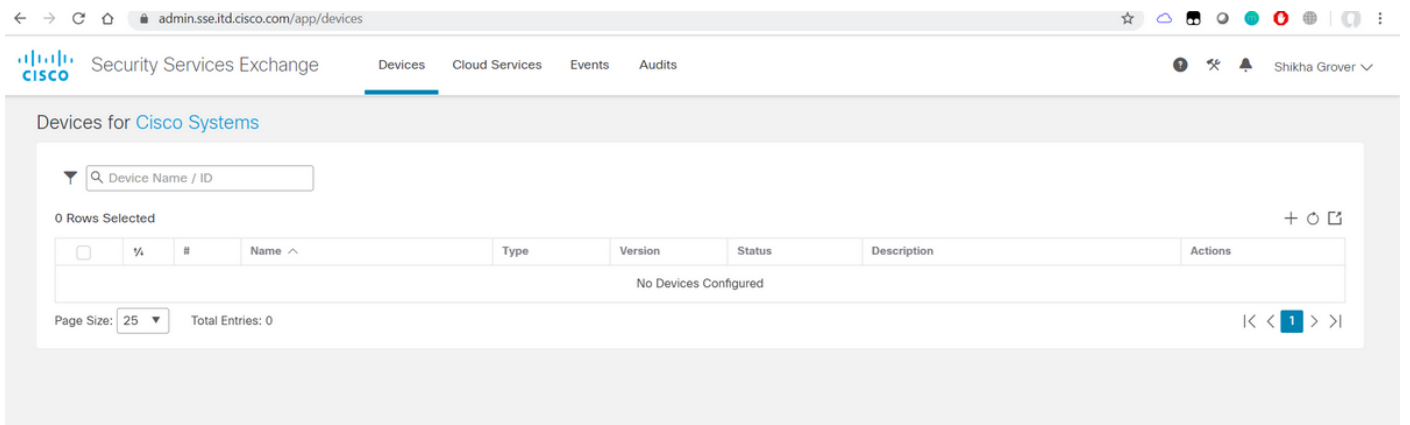 admin.sse.itd.cisco.com/app/devices
CISCO Security Services Exchange Devices Cloud Services Events Audits Shikha Grover
Devices for Cisco Systems
Device Name / ID
0 Rows Selected
# Name Type Version Status Description Actions
No Devices Configured
Page Size: 25 Total Entries: 0 1